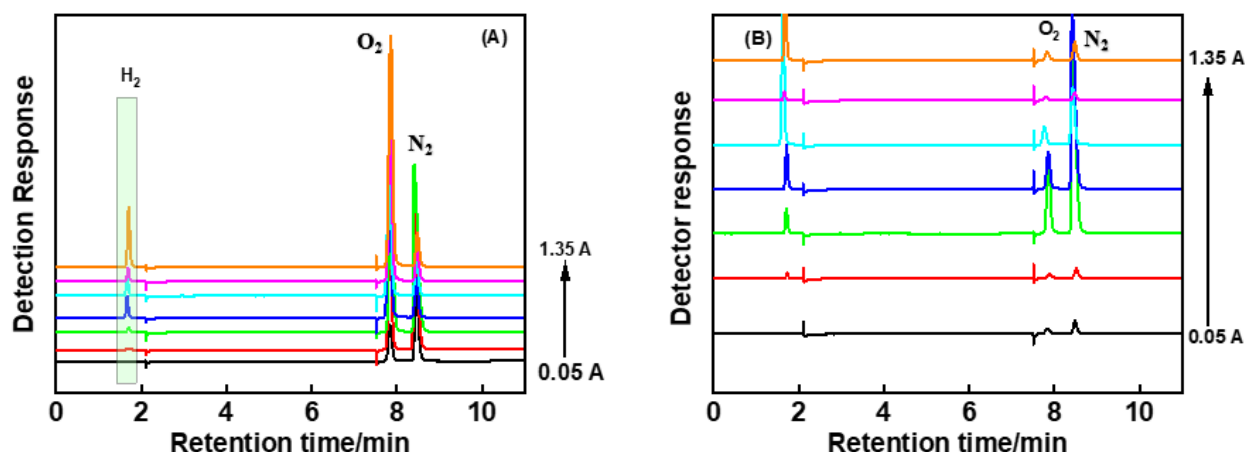 (A)
O2
H2
N2
Detection Response
1.35 A
0.05 A
0 2 4 6 8 10
Retention time/min
(B)
O2
N2
Detector response
1.35 A
0.05 A
0 2 4 6 8 10
Retention time/min